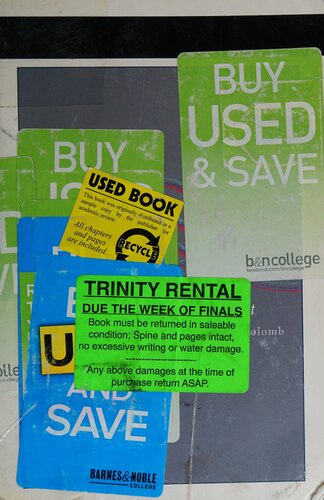 BUY
USED
& SAVE
b&ncollege
facebook.com/bncollege
BUY
USED BOOK
This book was originally distributed as a
sample copy by the publisher for
academic review.
All chapters
and pages
are included.
RECYCLE
TRINITY RENTAL
DUE THE WEEK OF FINALS
Book must be returned in saleable
condition; Spine and pages intact,
no excessive writing or water damage.
------------------------
Any above damages at the time of
purchase return ASAP.
olomb
U
AND
SAVE
BARNES&NOBLE
COLLEGE